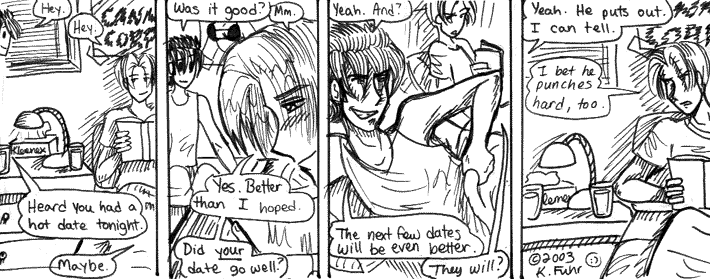 Hey.
Hey.
CANN
CORP
Kleenex
Heard you had a
hot date tonight.
Maybe.
Was it good?
Mm.
Yes. Better
than I hoped.
Did your
date go well?
Yeah. And?
The next few dates
will be even better.
They will?
Yeah. He puts out.
I can tell.
I bet he
punches
hard, too.
©2003
K. Fuhr